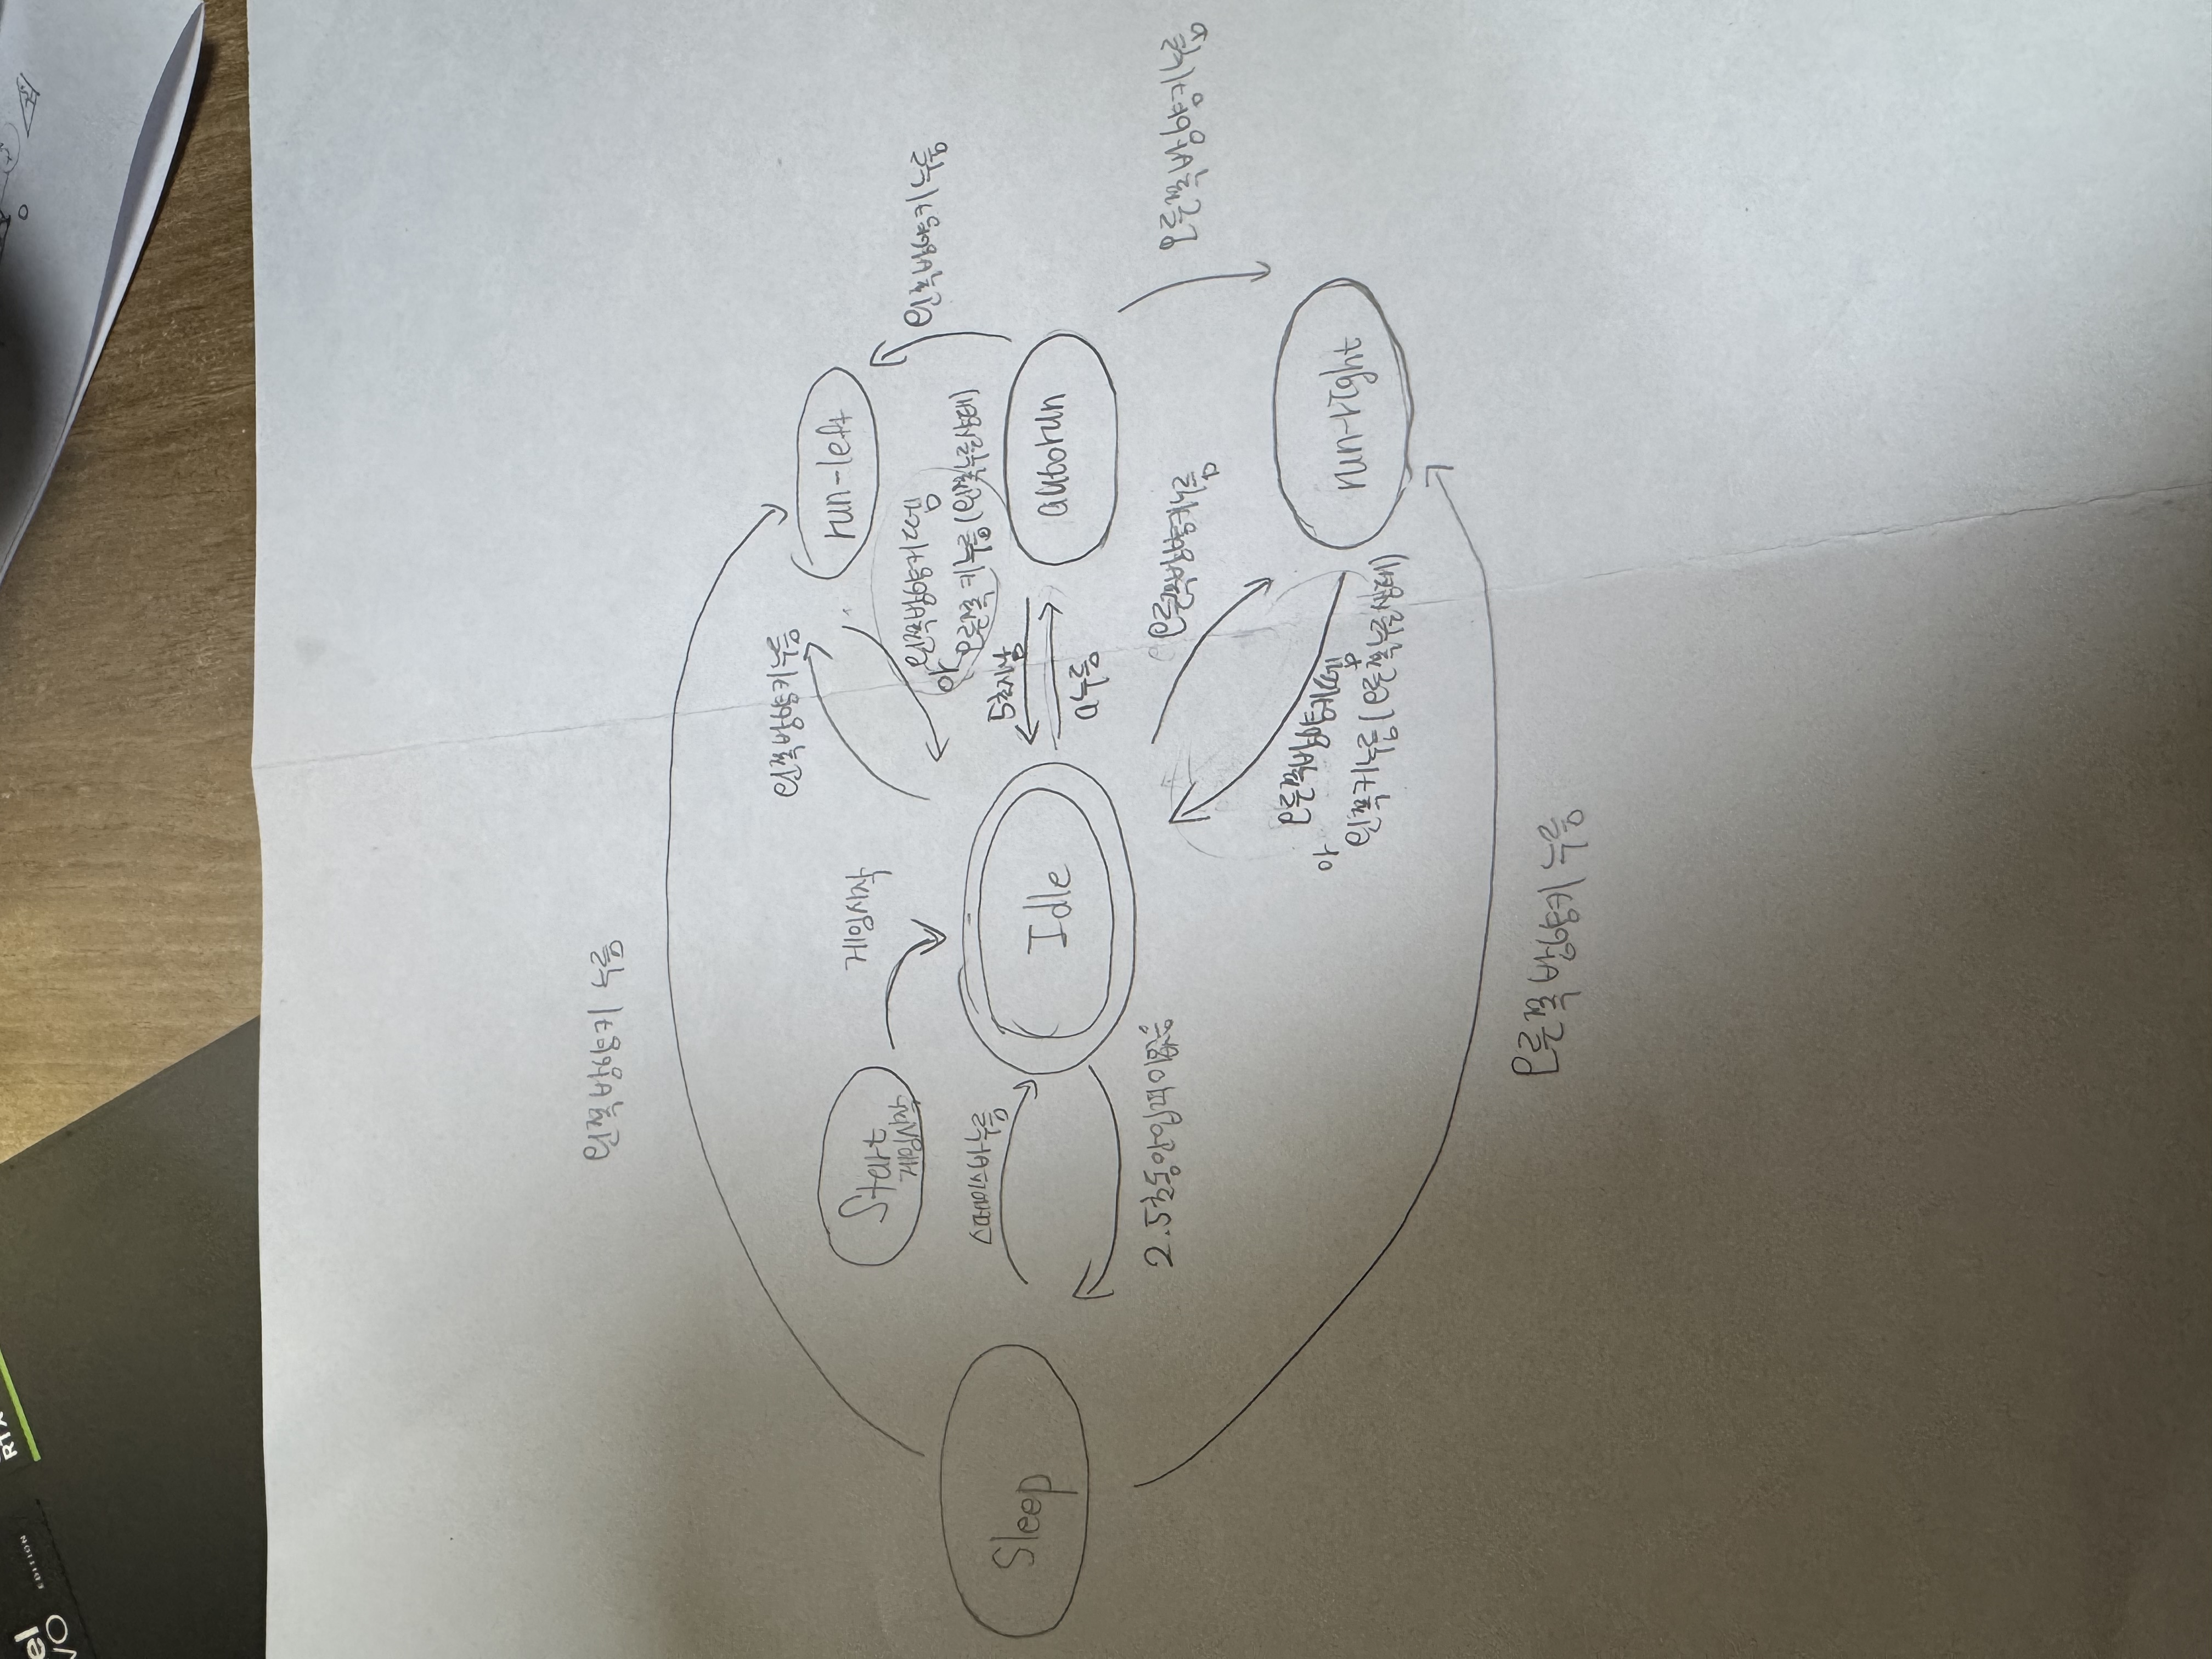 el
vo
EDITION
RTX
왼쪽 방향키 누름
왼쪽방향키누름
run-left
게임시작
Start
게임시작
왼쪽방향키 뗌
or
오른쪽 키누름 (왼쪽누른상태)
왼쪽방향키누름
스페이스바누름
5초지남
Sleep
Idle
autorun
a누름
2.5초동안입력이없음
오른쪽방향키누름
오른쪽 방향키누름
오른쪽방향키뗌
or
왼쪽키누름 (오른쪽누른상태)
run-right
오른쪽 방향키 누름